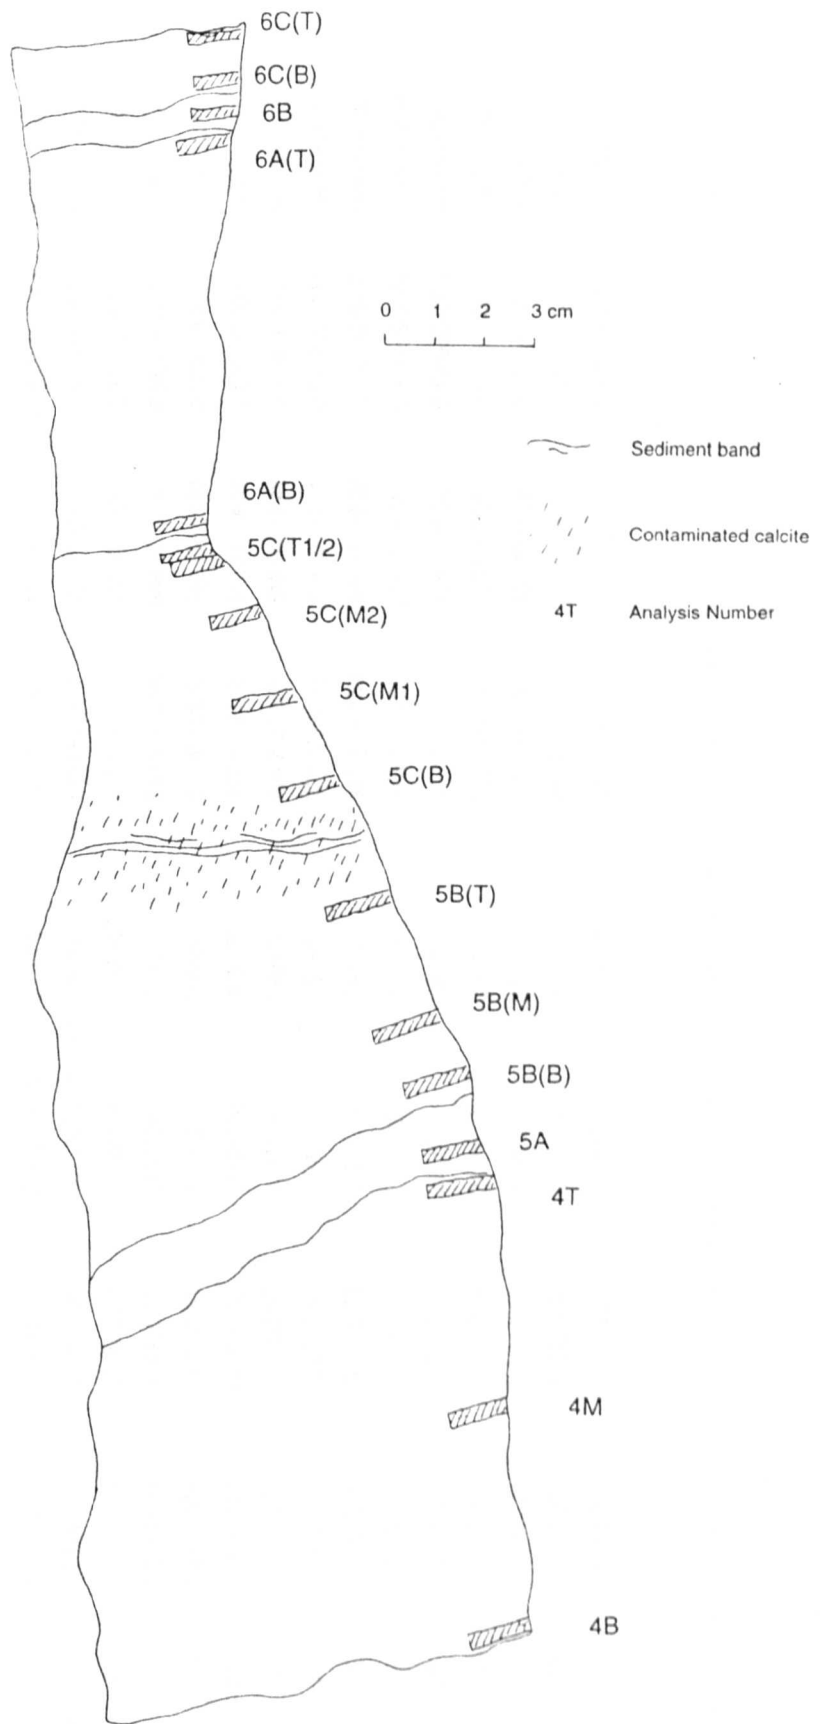 6C(T)
6C(B)
6B
6A(T)
0 1 2 3 cm
Sediment band
6A(B)
Contaminated calcite
5C(T1/2)
4T Analysis Number
5C(M2)
5C(M1)
5C(B)
5B(T)
5B(M)
5B(B)
5A
4T
4M
4B